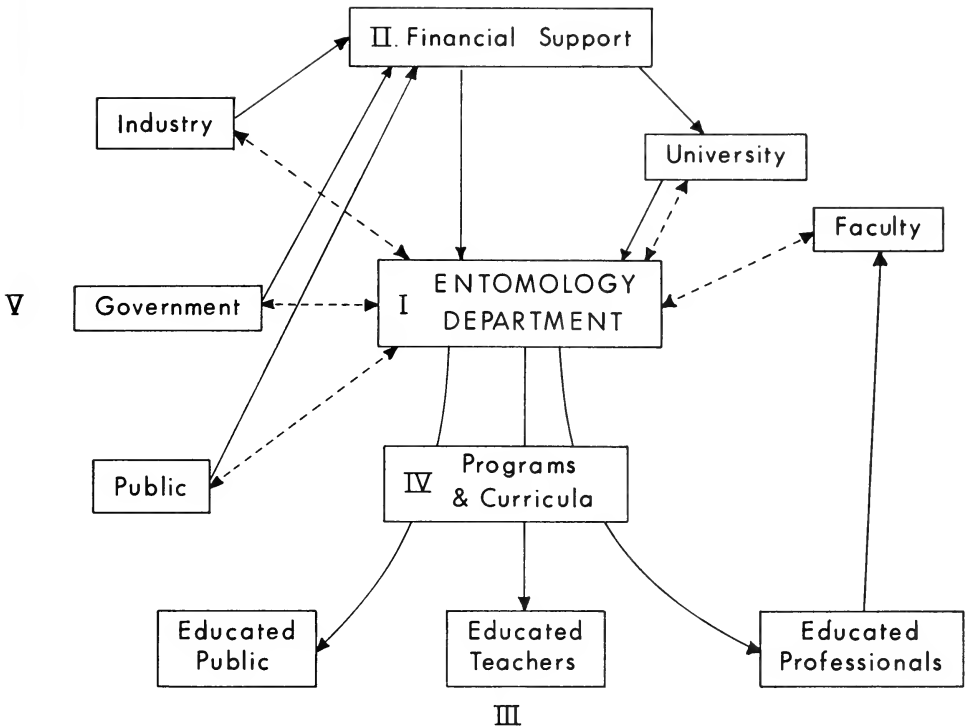 II. Financial Support
Industry
University
Faculty
V
Government
I
ENTOMOLOGY
DEPARTMENT
Public
IV
Programs
& Curricula
Educated
Public
Educated
Teachers
Educated
Professionals
III